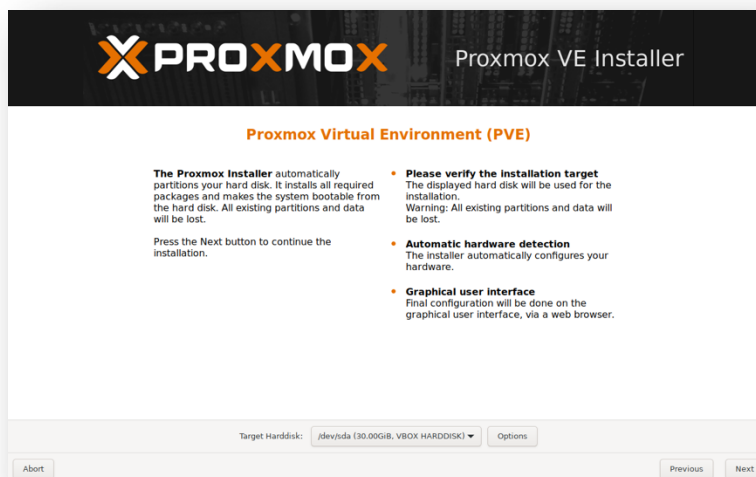 PROXMOX
Proxmox VE Installer
Proxmox Virtual Environment (PVE)
The Proxmox Installer automatically
partitions your hard disk. It installs all required
packages and makes the system bootable from
the hard disk. All existing partitions and data
will be lost.
Press the Next button to continue the
installation.
Please verify the installation target
The displayed hard disk will be used for the
installation.
Warning: All existing partitions and data will
be lost.
Automatic hardware detection
The installer automatically configures your
hardware.
Graphical user interface
Final configuration will be done on the
graphical user interface, via a web browser.
Target Harddisk:
/dev/sda (30.00GiB, VBOX HARDDISK)
Options
Abort
Previous
Next